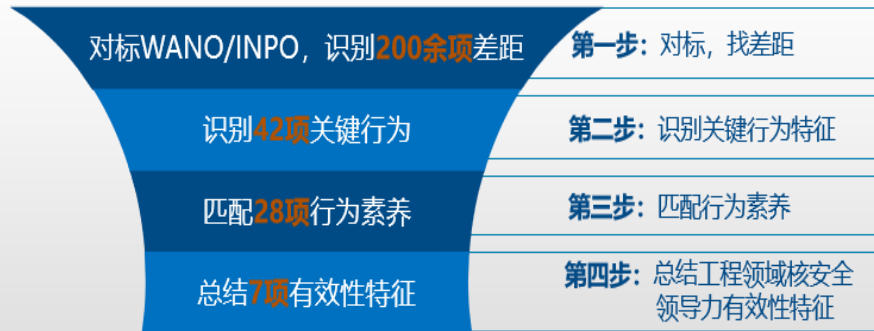 对标WANO/INPO，识别200余项差距
第一步：对标，找差距
识别42项关键行为
第二步：识别关键行为特征
匹配28项行为素养
第三步：匹配行为素养
总结7项有效性特征
第四步：总结工程领域核安全
领导力有效性特征